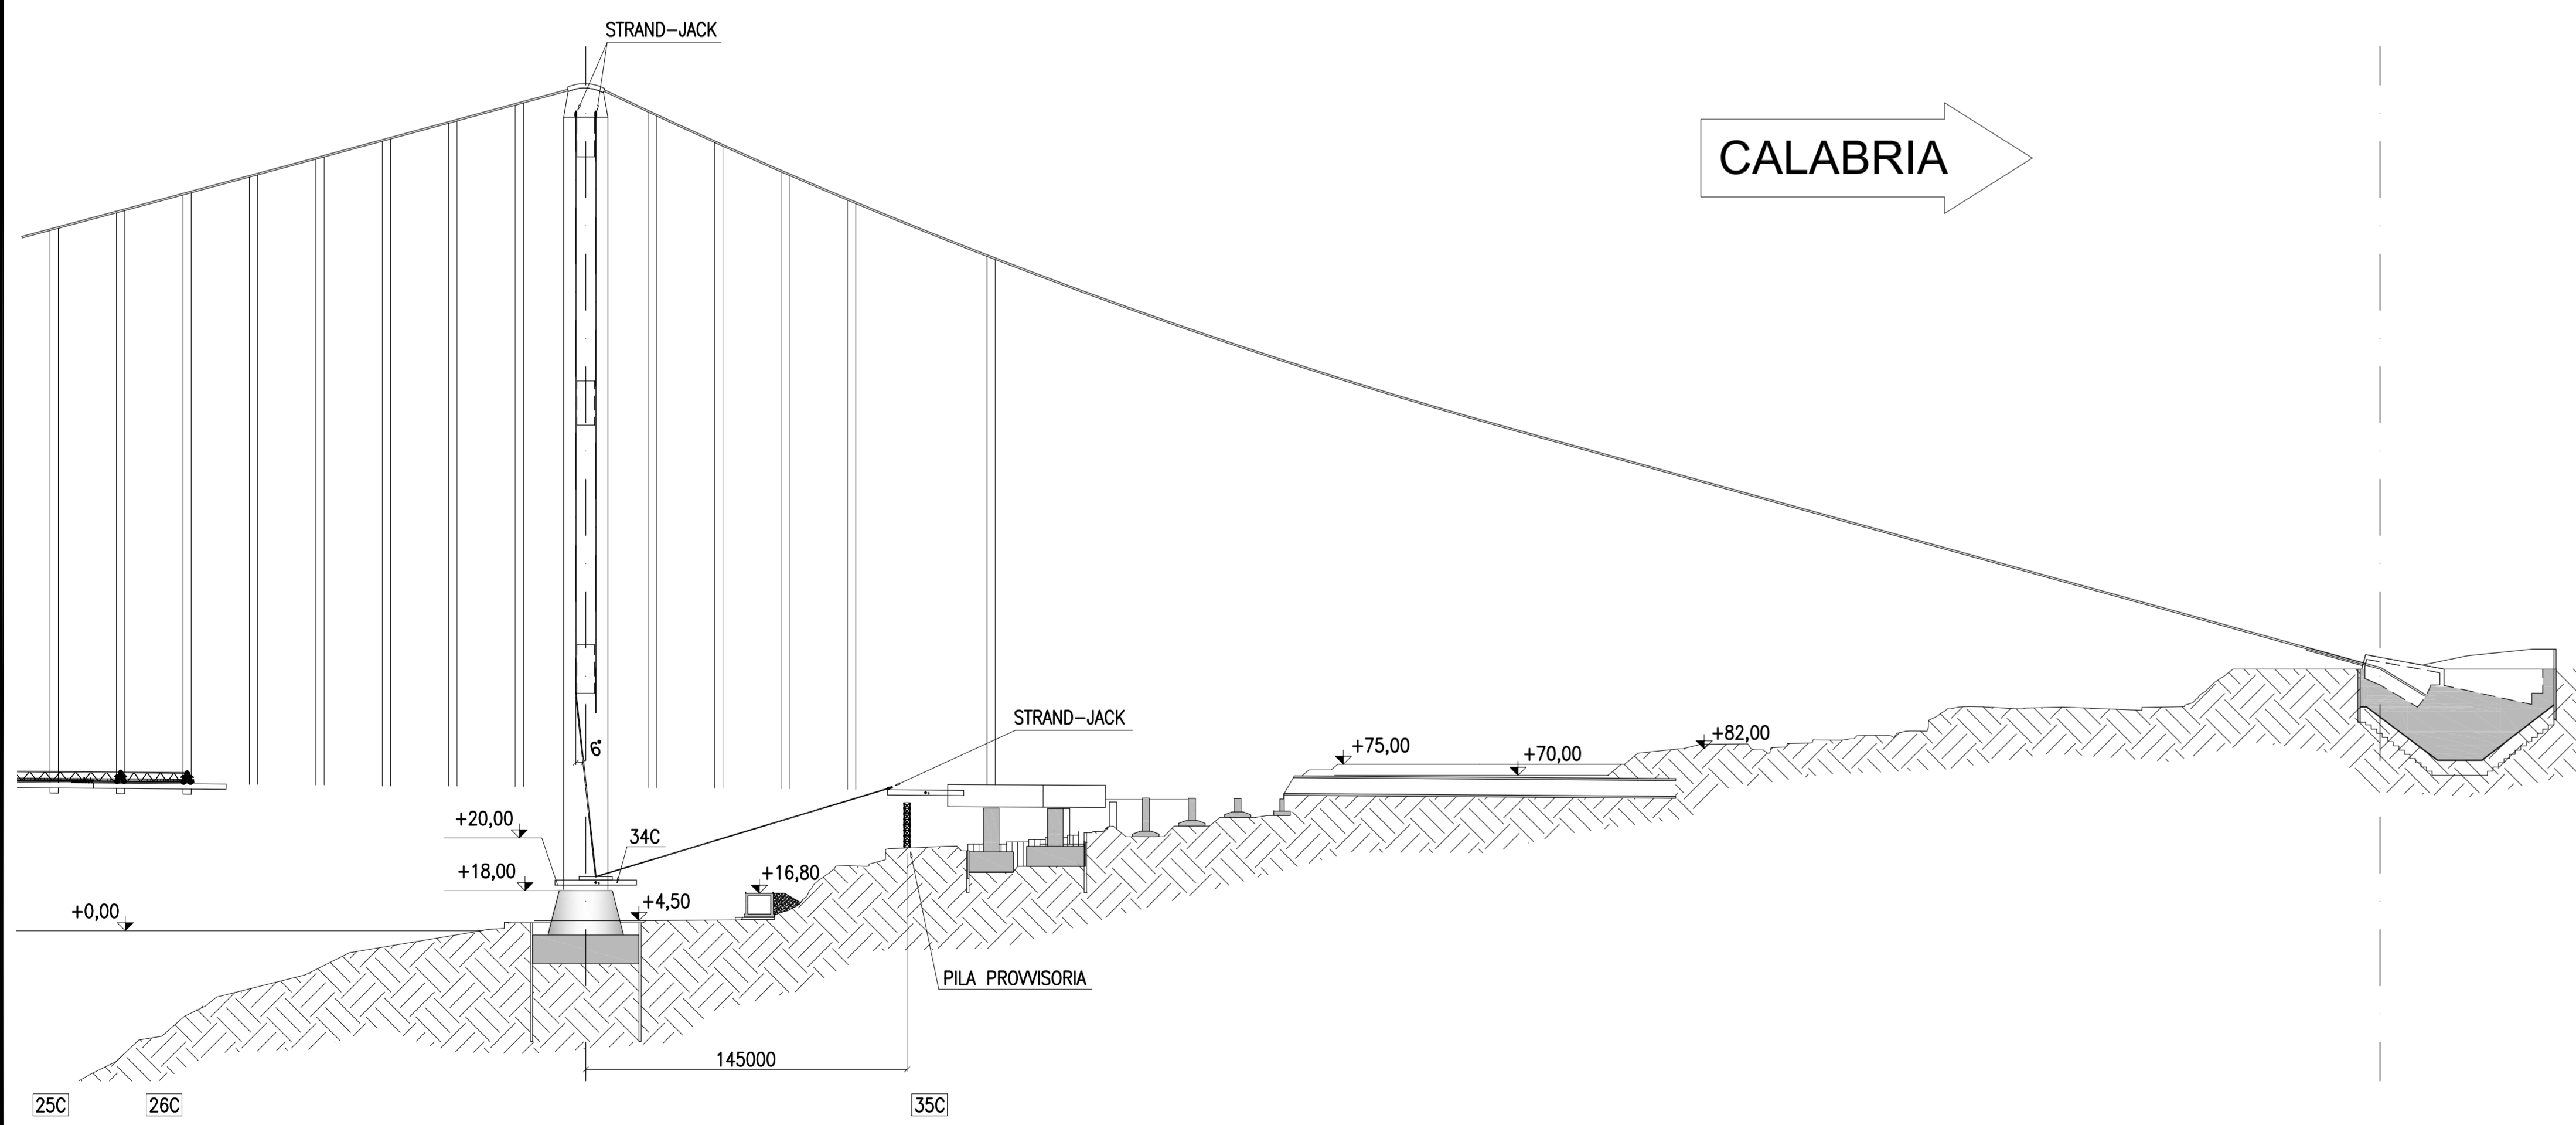 STRAND-JACK
CALABRIA
6°
STRAND-JACK
+75,00
+70,00
+82,00
+20,00
34C
+18,00
+16,80
+4,50
+0,00
PILA PROVVISORIA
145000
25C
26C
35C